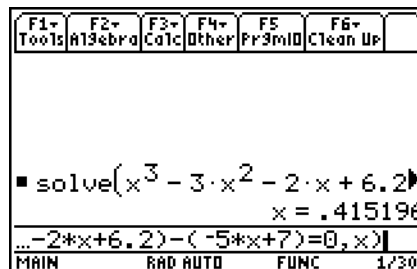 F1▾ F2▾ F3▾ F4▾ F5 F6▾
Tools Algebra Calc Other PrgmIO Clean Up
▪ solve(x³ - 3·x² - 2·x + 6.2▶
x = .415196
…-2*x+6.2)-(⁻5*x+7)=0,x)
MAIN RAD AUTO FUNC 1/30